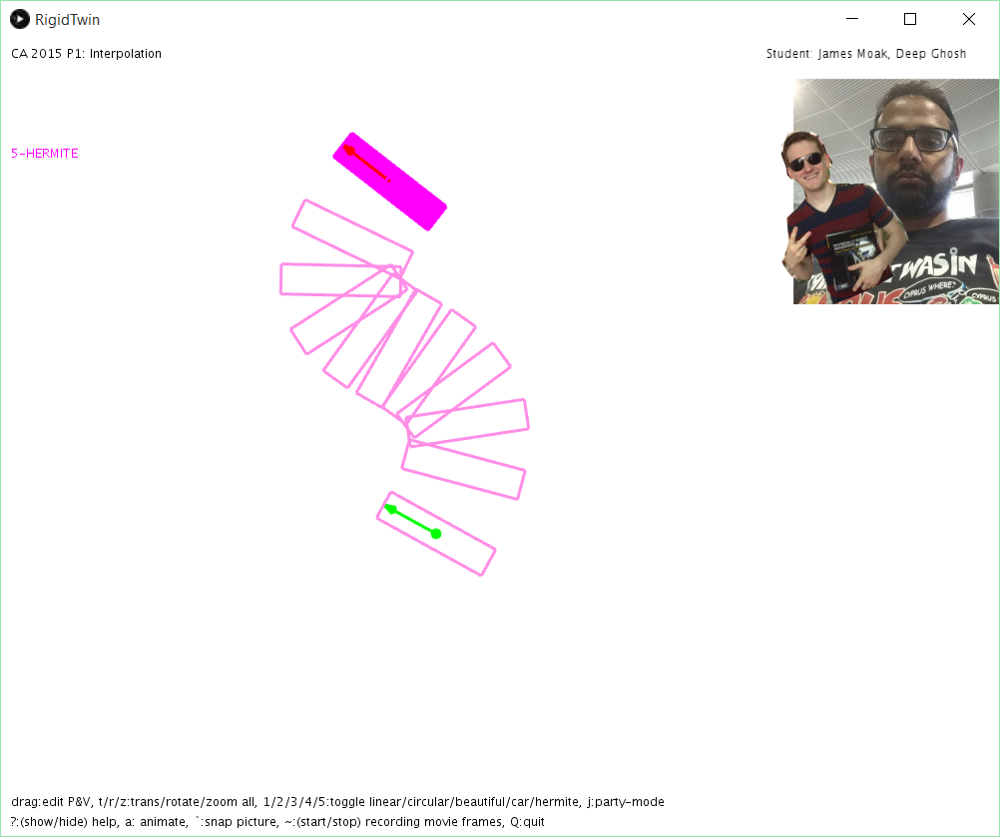 RigidTwin
CA 2015 P1: Interpolation
Student: James Moak, Deep Ghosh
5-HERMITE
TWASIN
CYPRUS WHERE?
CYPRUS
drag:edit P&V, t/r/z:trans/rotate/zoom all, 1/2/3/4/5:toggle linear/circular/beautiful/car/hermite, j:party-mode
?:(show/hide) help, a: animate, `:snap picture, ~:(start/stop) recording movie frames, Q:quit